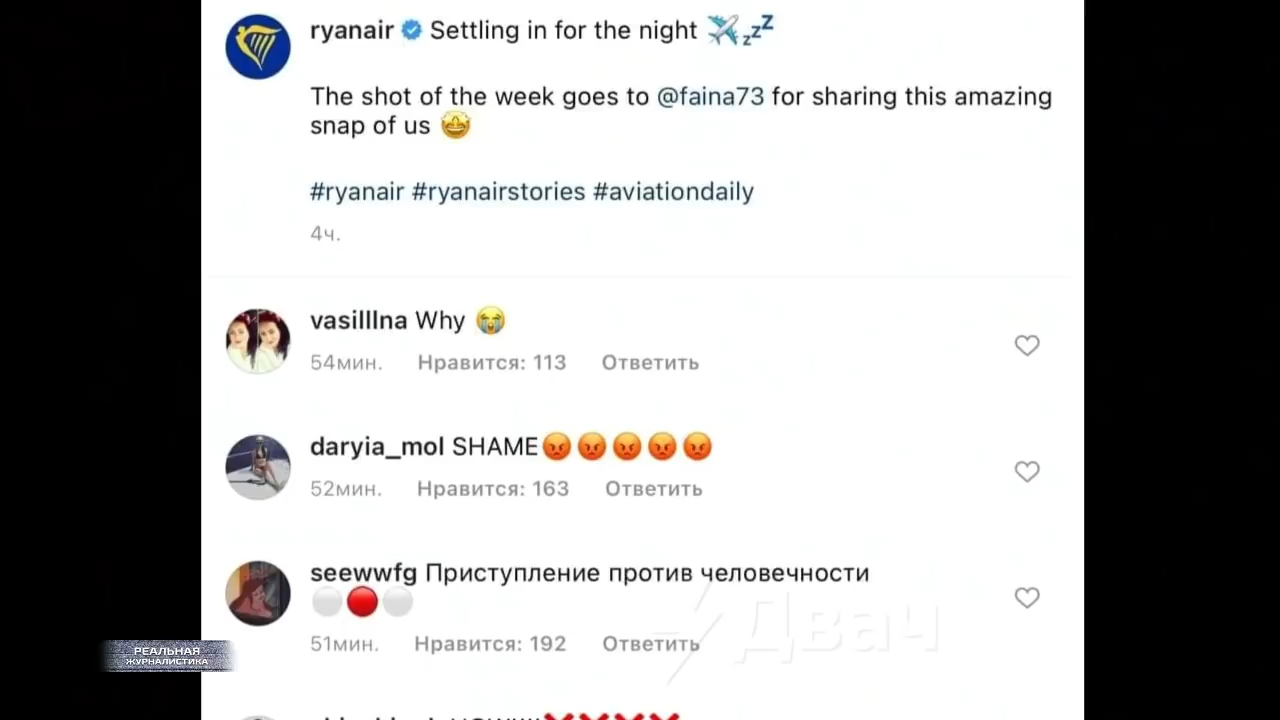 ryanair Settling in for the night ✈️💤
The shot of the week goes to @faina73 for sharing this amazing
snap of us 🤩
#ryanair #ryanairstories #aviationdaily
4ч.
vasilllna Why 😭
54мин. Нравится: 113 Ответить
daryia_mol SHAME😡😡😡😡😡
52мин. Нравится: 163 Ответить
seewwfg Приступление против человечности
⚪🔴⚪
51мин. Нравится: 192 Ответить
Двач
РЕАЛЬНАЯ
ЖУРНАЛИСТИКА